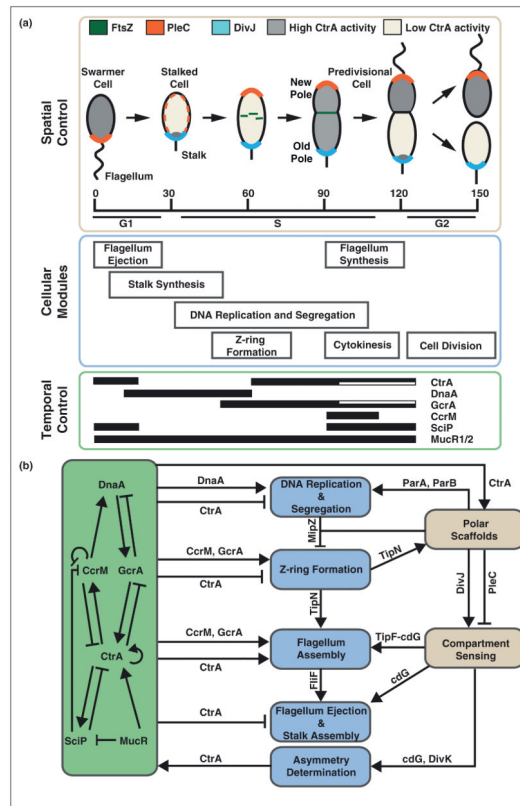 (a)
FtsZ PleC DivJ High CtrA activity Low CtrA activity
Spatial
Control
Swarmer
Cell
Stalked
Cell
Stalk
Flagellum
New
Pole
Old
Pole
Predivisional
Cell
0 30 60 90 120 150
G1 S G2
Cellular
Modules
Flagellum
Ejection
Flagellum
Synthesis
Stalk Synthesis
DNA Replication and Segregation
Z-ring
Formation
Cytokinesis
Cell Division
Temporal
Control
CtrA
DnaA
GcrA
CcrM
SciP
MucR1/2
(b)
DnaA
CcrM GcrA
CtrA
SciP MucR
DnaA
CtrA
DNA Replication
&
Segregation
ParA, ParB
CtrA
MipZ
Polar
Scaffolds
CcrM, GcrA
CtrA
Z-ring Formation
TipN
TipN
DivJ
PleC
CcrM, GcrA
CtrA
Flagellum
Assembly
TipF-cdG
Compartment
Sensing
FliF
cdG
CtrA
Flagellum Ejection
&
Stalk Assembly
CtrA
Asymmetry
Determination
cdG, DivK